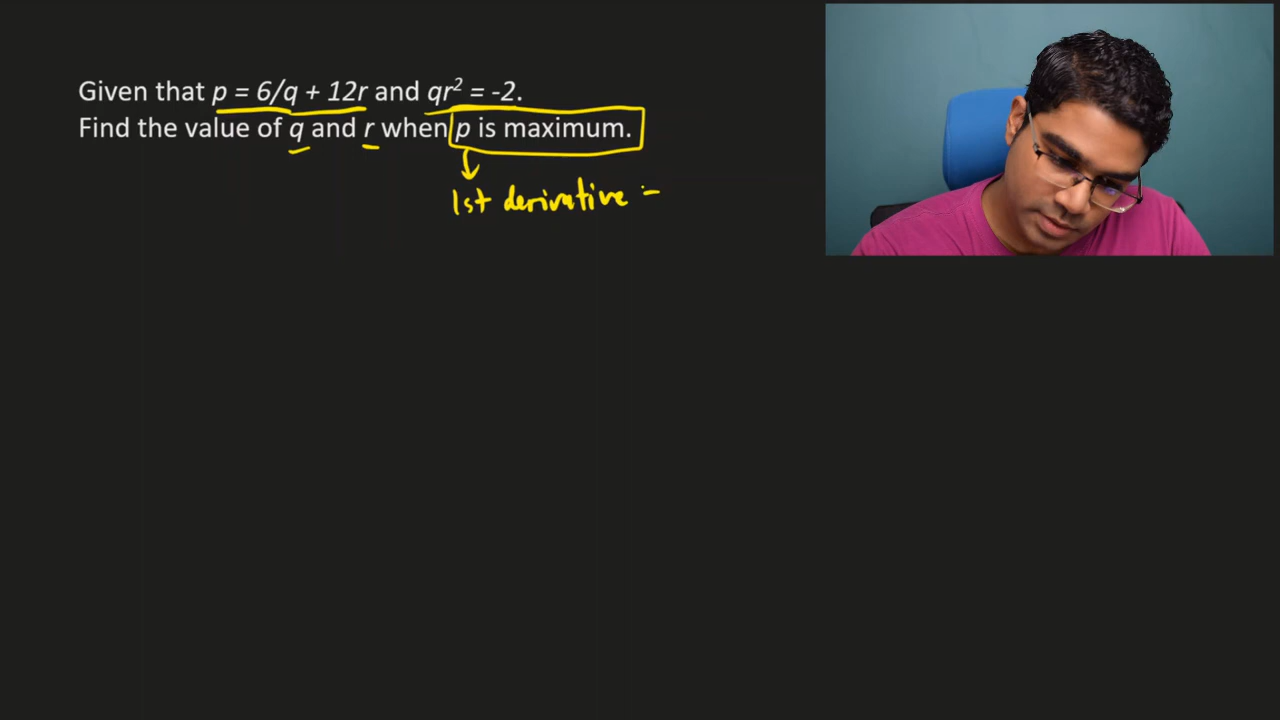 Given that p = 6/q + 12r and qr² = -2.
Find the value of q and r when p is maximum.
1st derivative =